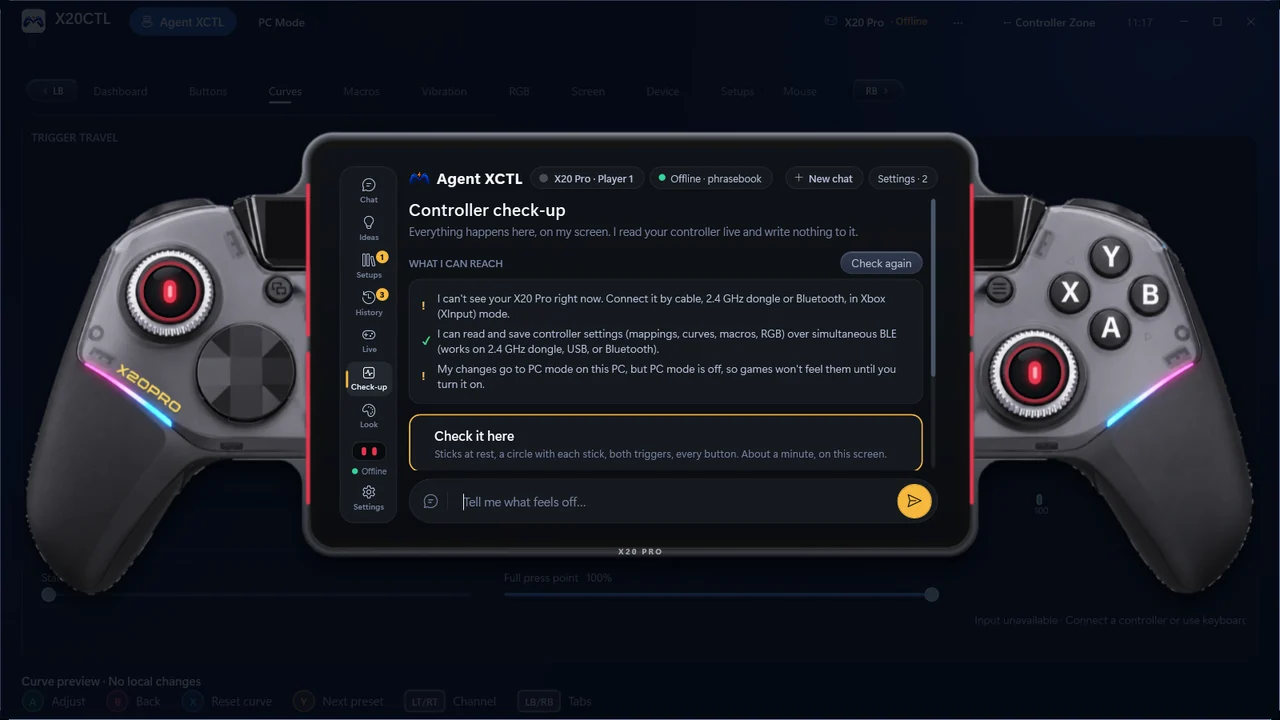 X20CTL
Agent XCTL
PC Mode
X20 Pro · Offline
···
← Controller Zone
11:17
‹ LB
Dashboard
Buttons
Curves
Macros
Vibration
RGB
Screen
Device
Setups
Mouse
RB ›
TRIGGER TRAVEL
Chat
Ideas
1
Setups
3
History
Live
Check-up
Look
Offline
Settings
Agent XCTL
X20 Pro · Player 1
Offline · phrasebook
+ New chat
Settings · 2
Controller check-up
Everything happens here, on my screen. I read your controller live and write nothing to it.
WHAT I CAN REACH
Check again
! I can't see your X20 Pro right now. Connect it by cable, 2.4 GHz dongle or Bluetooth, in Xbox
(XInput) mode.
✓ I can read and save controller settings (mappings, curves, macros, RGB) over simultaneous BLE
(works on 2.4 GHz dongle, USB, or Bluetooth).
! My changes go to PC mode on this PC, but PC mode is off, so games won't feel them until you
turn it on.
Check it here
Sticks at rest, a circle with each stick, both triggers, every button. About a minute, on this screen.
Tell me what feels off...
X20 PRO
X20PRO
Y
X
B
A
100
Full press point 100%
Input unavailable · Connect a controller or use keyboard
Curve preview · No local changes
A Adjust
B Back
X Reset curve
Y Next preset
LT/RT Channel
LB/RB Tabs